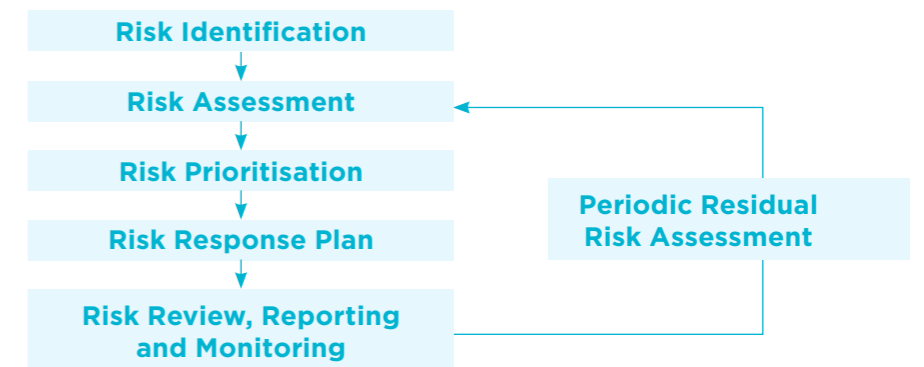 Risk Identification
Risk Assessment
Risk Prioritisation
Risk Response Plan
Risk Review, Reporting
and Monitoring
Periodic Residual
Risk Assessment